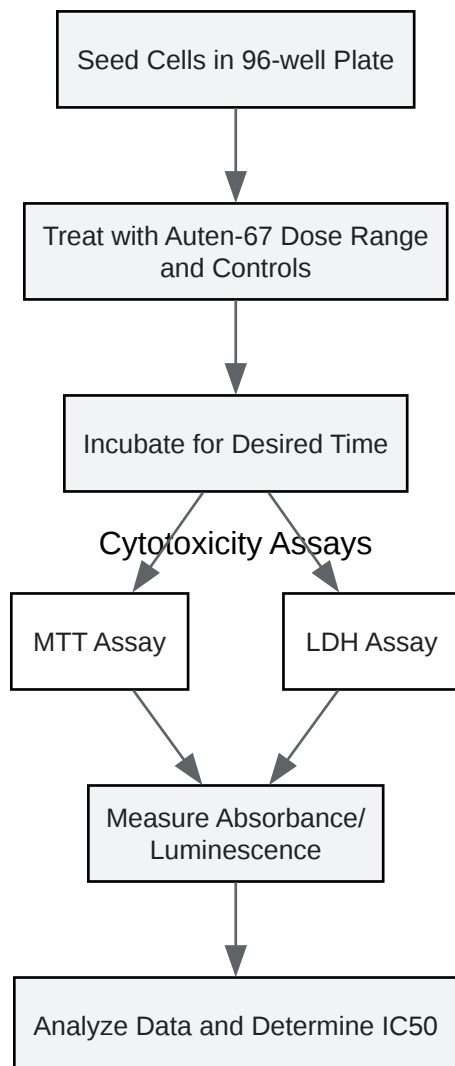 Seed Cells in 96-well Plate
Treat with Auten-67 Dose Range
and Controls
Incubate for Desired Time
Cytotoxicity Assays
MTT Assay
LDH Assay
Measure Absorbance/
Luminescence
Analyze Data and Determine IC50